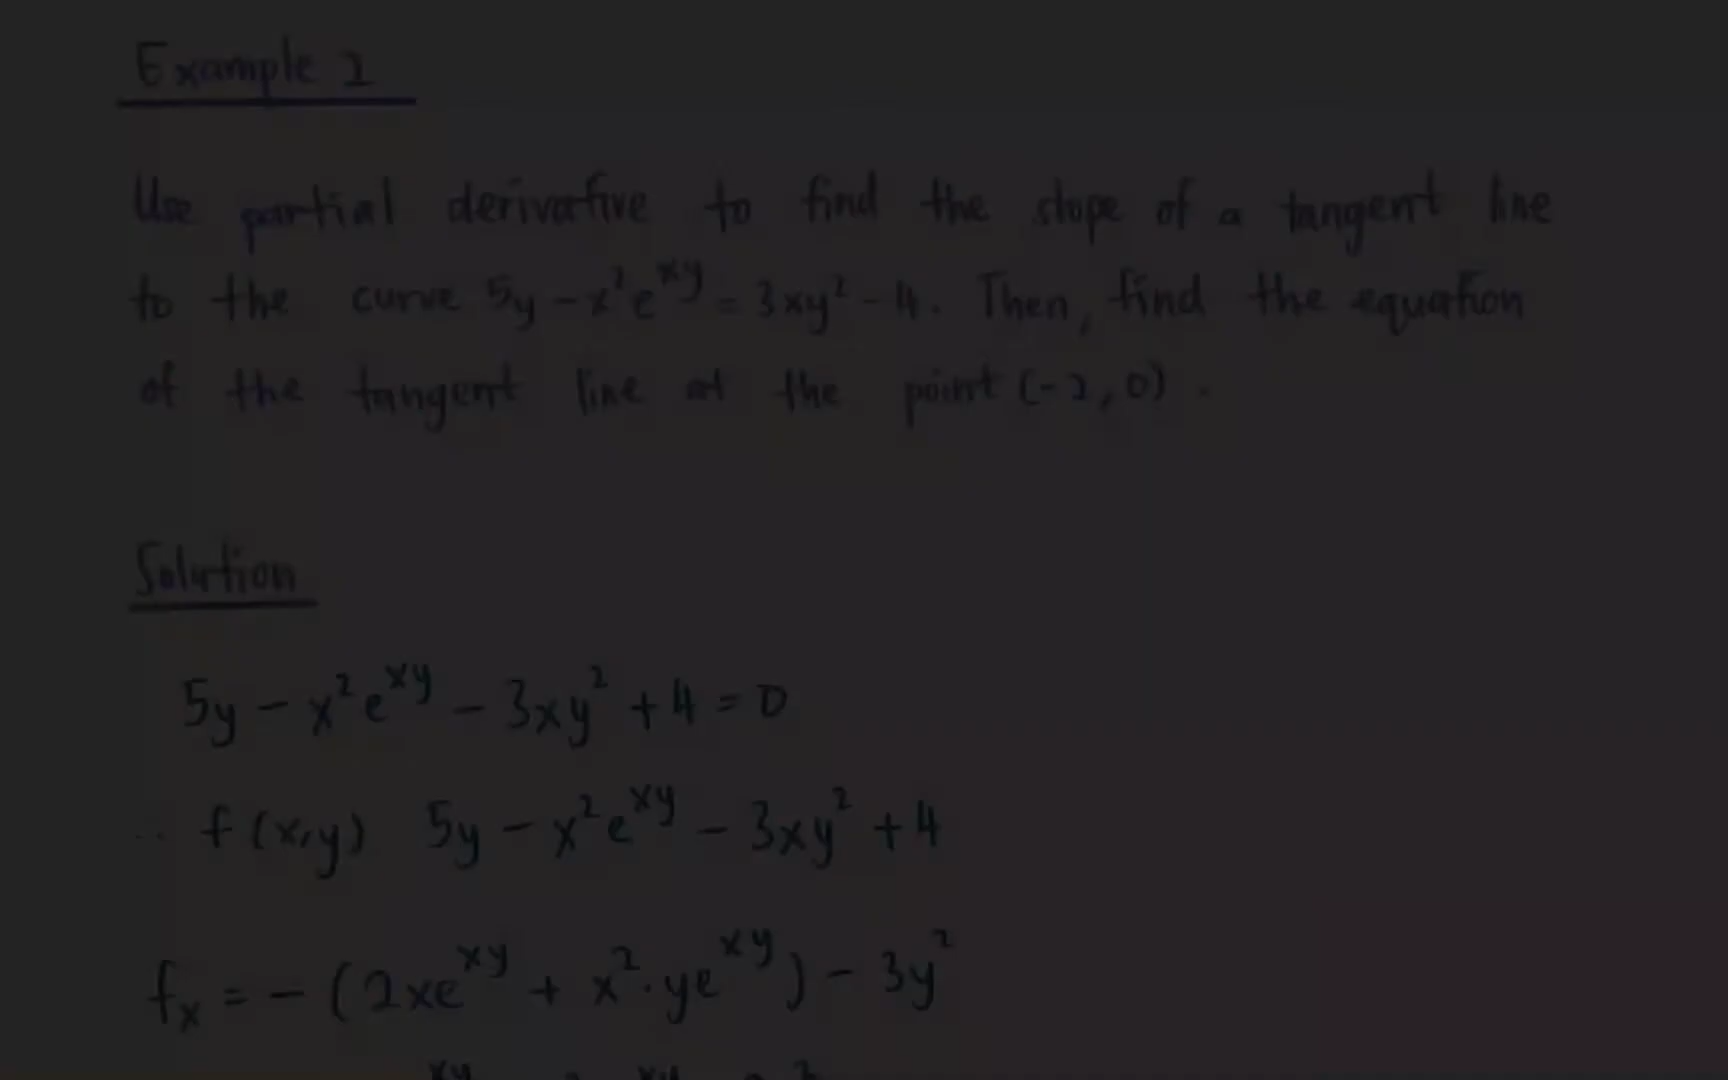 Example 2
Use partial derivative to find the slope of a tangent line
to the curve 5y - x²e^xy = 3xy² - 4. Then, find the equation
of the tangent line at the point (-2, 0).
Solution
5y - x²e^xy - 3xy² + 4 = 0
f(x,y) 5y - x²e^xy - 3xy² + 4
fₓ = - (2xe^xy + x²·ye^xy) - 3y²